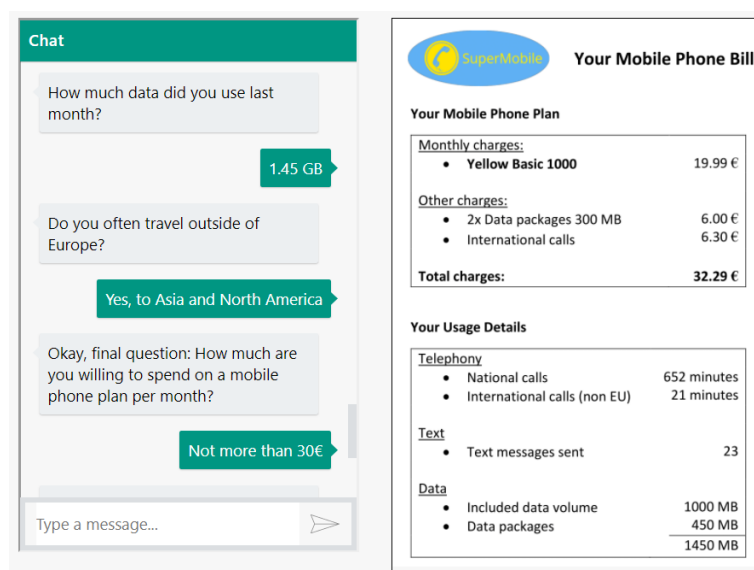 Chat
How much data did you use last
month?
1.45 GB
Do you often travel outside of
Europe?
Yes, to Asia and North America
Okay, final question: How much are
you willing to spend on a mobile
phone plan per month?
Not more than 30€
Type a message...
SuperMobile
Your Mobile Phone Bill
Your Mobile Phone Plan
Monthly charges:
• Yellow Basic 1000 19.99 €
Other charges:
• 2x Data packages 300 MB 6.00 €
• International calls 6.30 €
Total charges: 32.29 €
Your Usage Details
Telephony
• National calls 652 minutes
• International calls (non EU) 21 minutes
Text
• Text messages sent 23
Data
• Included data volume 1000 MB
• Data packages 450 MB
1450 MB